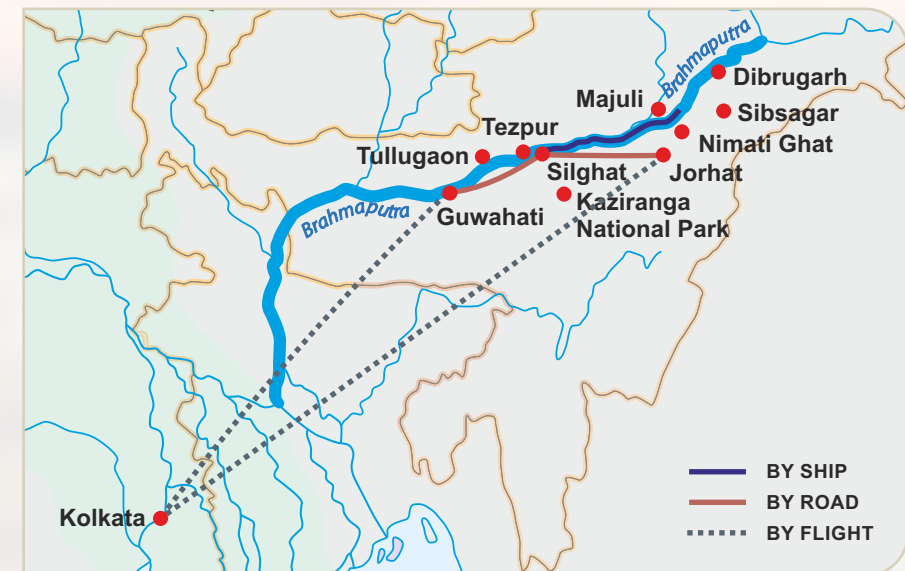 Brahmaputra
Dibrugarh
Majuli
Sibsagar
Tezpur
Nimati Ghat
Tullugaon
Silghat
Jorhat
Brahmaputra
Guwahati
Kaziranga
National Park
BY SHIP
BY ROAD
Kolkata
BY FLIGHT